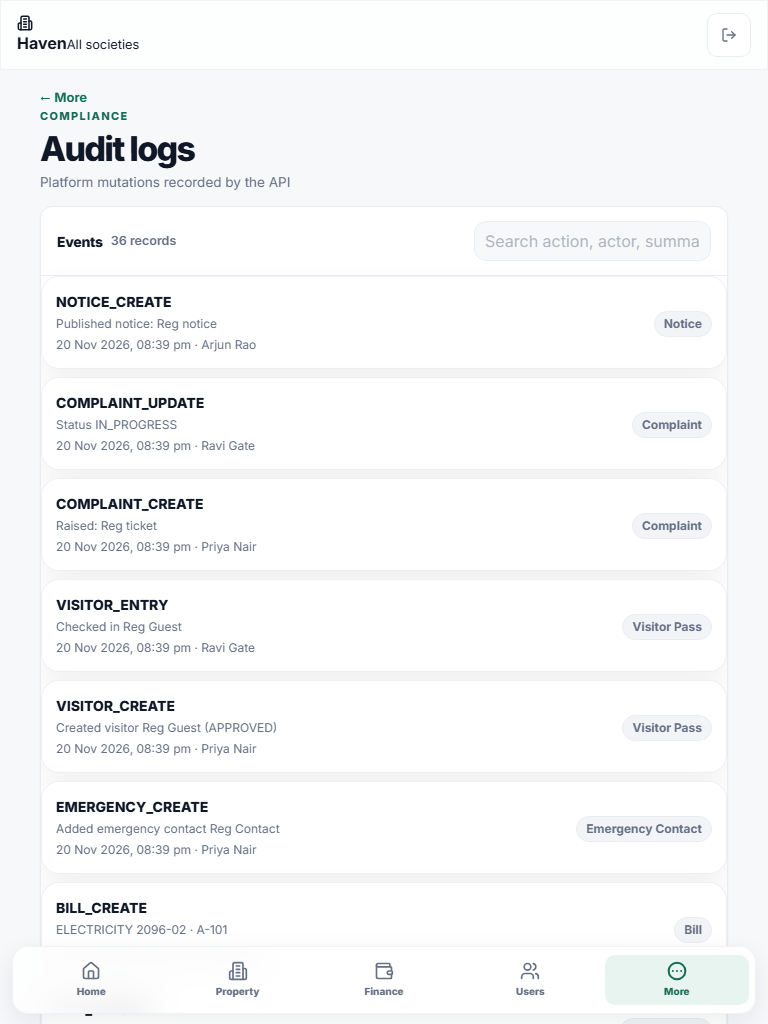 HavenAll societies
← More
COMPLIANCE
Audit logs
Platform mutations recorded by the API
Events 36 records
Search action, actor, summa
NOTICE_CREATE
Published notice: Reg notice
Notice
20 Nov 2026, 08:39 pm · Arjun Rao
COMPLAINT_UPDATE
Status IN_PROGRESS
Complaint
20 Nov 2026, 08:39 pm · Ravi Gate
COMPLAINT_CREATE
Raised: Reg ticket
Complaint
20 Nov 2026, 08:39 pm · Priya Nair
VISITOR_ENTRY
Checked in Reg Guest
Visitor Pass
20 Nov 2026, 08:39 pm · Ravi Gate
VISITOR_CREATE
Created visitor Reg Guest (APPROVED)
Visitor Pass
20 Nov 2026, 08:39 pm · Priya Nair
EMERGENCY_CREATE
Added emergency contact Reg Contact
Emergency Contact
20 Nov 2026, 08:39 pm · Priya Nair
BILL_CREATE
ELECTRICITY 2096-02 · A-101
Bill
Home
Property
Finance
Users
More